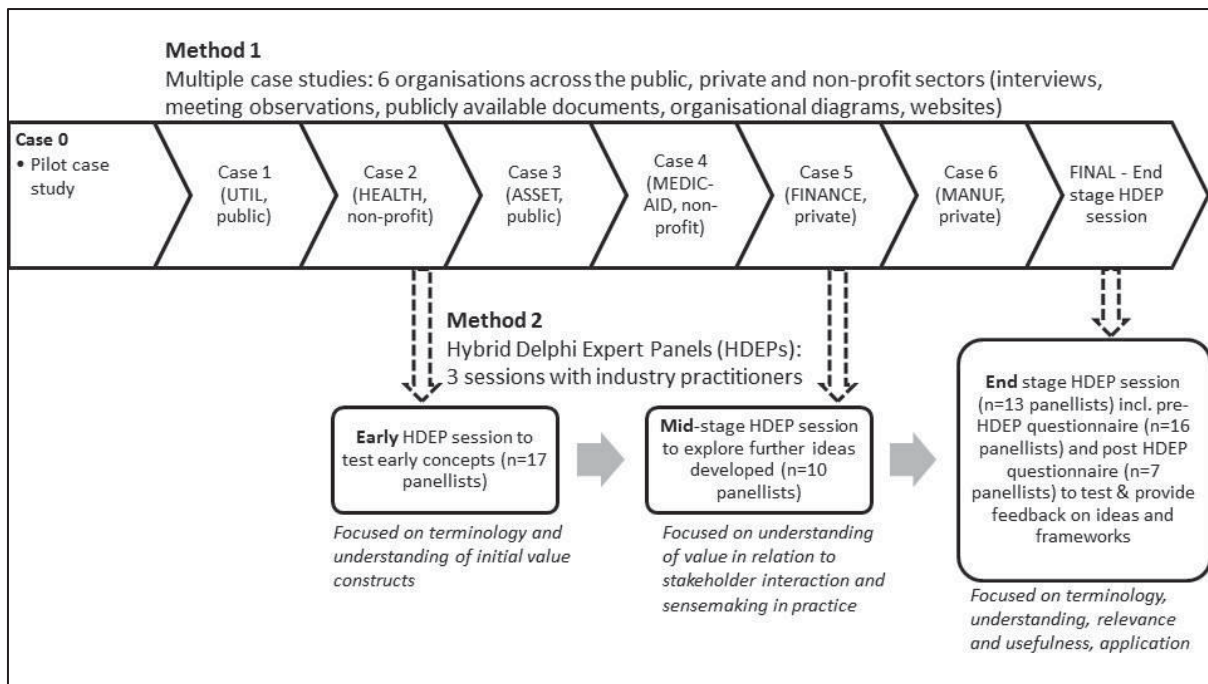 Method 1
Multiple case studies: 6 organisations across the public, private and non-profit sectors (interviews,
meeting observations, publicly available documents, organisational diagrams, websites)
Case 0
• Pilot case
study
Case 1
(UTIL,
public)
Case 2
(HEALTH,
non-profit)
Case 3
(ASSET,
public)
Case 4
(MEDIC-
AID, non-
profit)
Case 5
(FINANCE,
private)
Case 6
(MANUF,
private)
FINAL - End
stage HDEP
session
Method 2
Hybrid Delphi Expert Panels (HDEPs):
3 sessions with industry practitioners
Early HDEP session to
test early concepts (n=17
panellists)
Focused on terminology and
understanding of initial value
constructs
Mid-stage HDEP session
to explore further ideas
developed (n=10
panellists)
Focused on understanding
of value in relation to
stakeholder interaction and
sensemaking in practice
End stage HDEP session
(n=13 panellists) incl. pre-
HDEP questionnaire (n=16
panellists) and post HDEP
questionnaire (n=7
panellists) to test & provide
feedback on ideas and
frameworks
Focused on terminology,
understanding, relevance
and usefulness, application